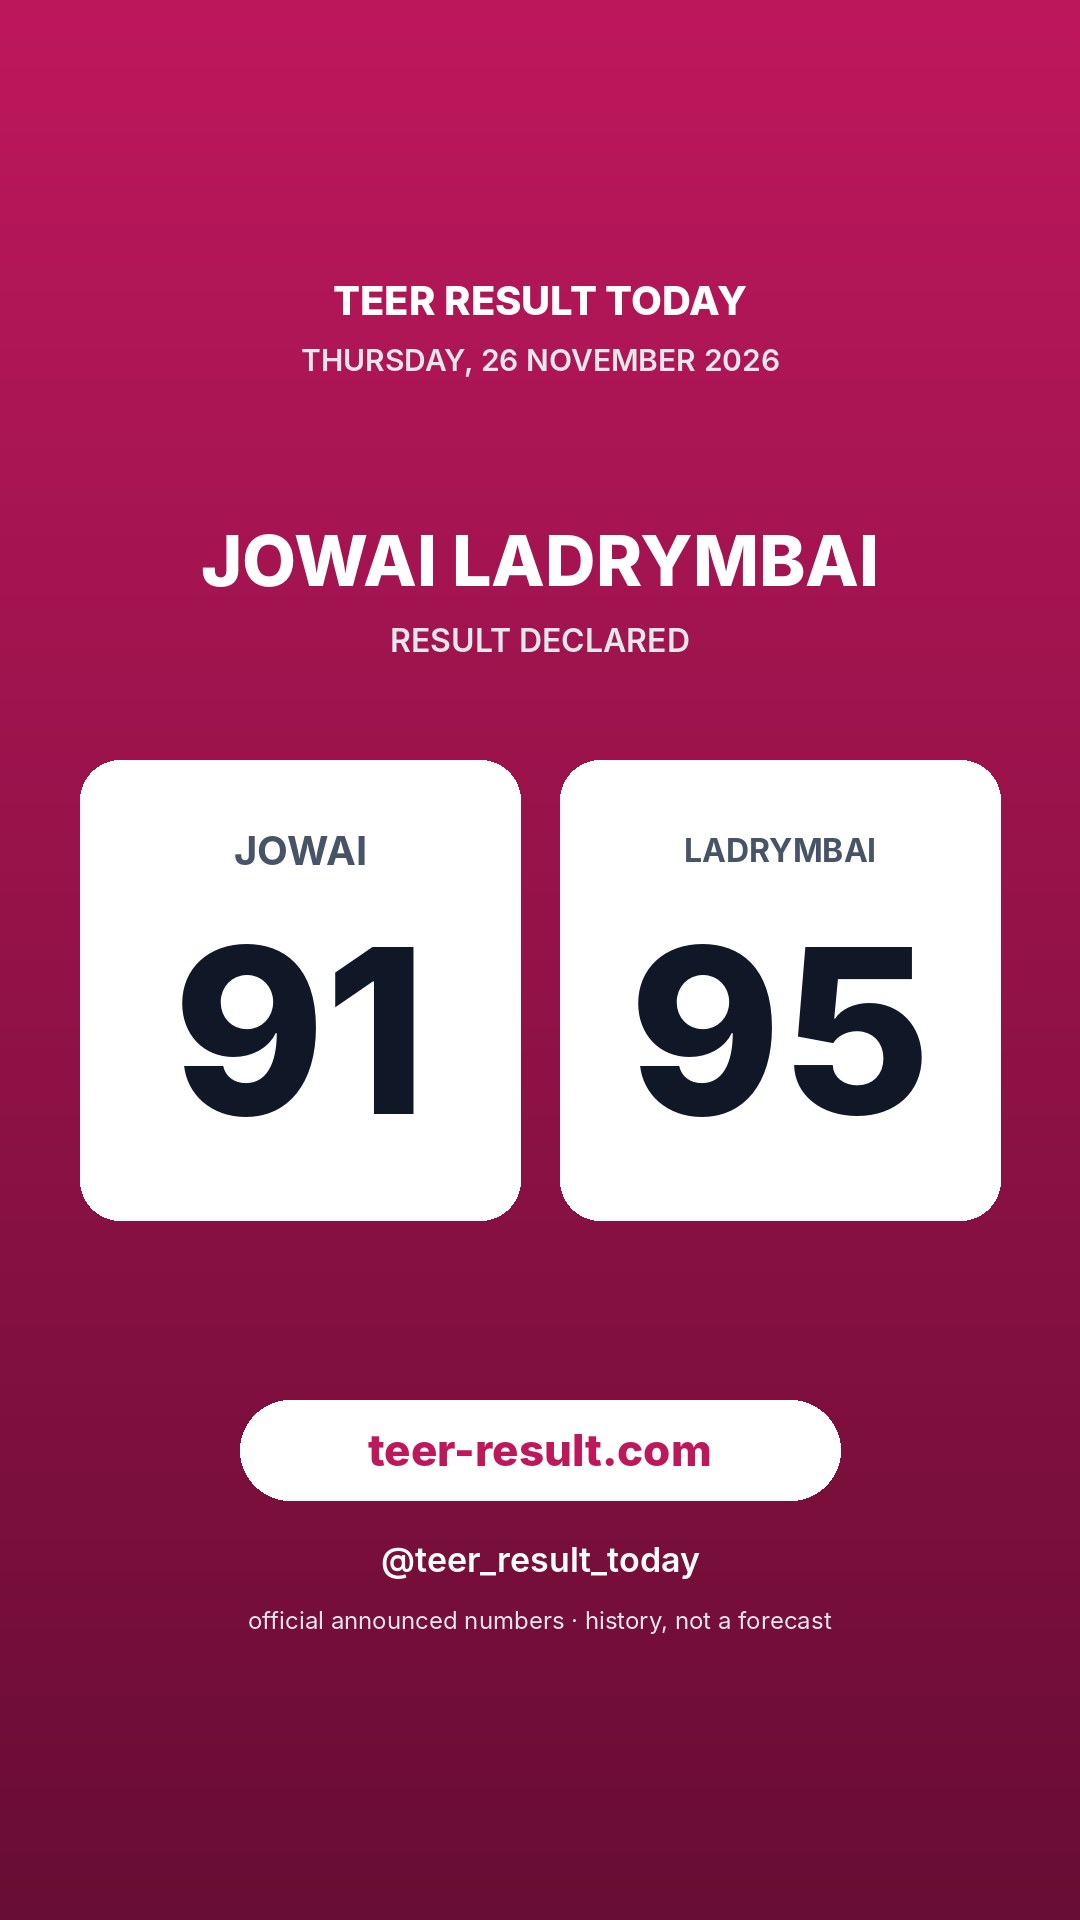 TEER RESULT TODAY
THURSDAY, 26 NOVEMBER 2026
JOWAI LADRYMBAI
RESULT DECLARED
JOWAI
91
LADRYMBAI
95
teer-result.com
@teer_result_today
official announced numbers · history, not a forecast